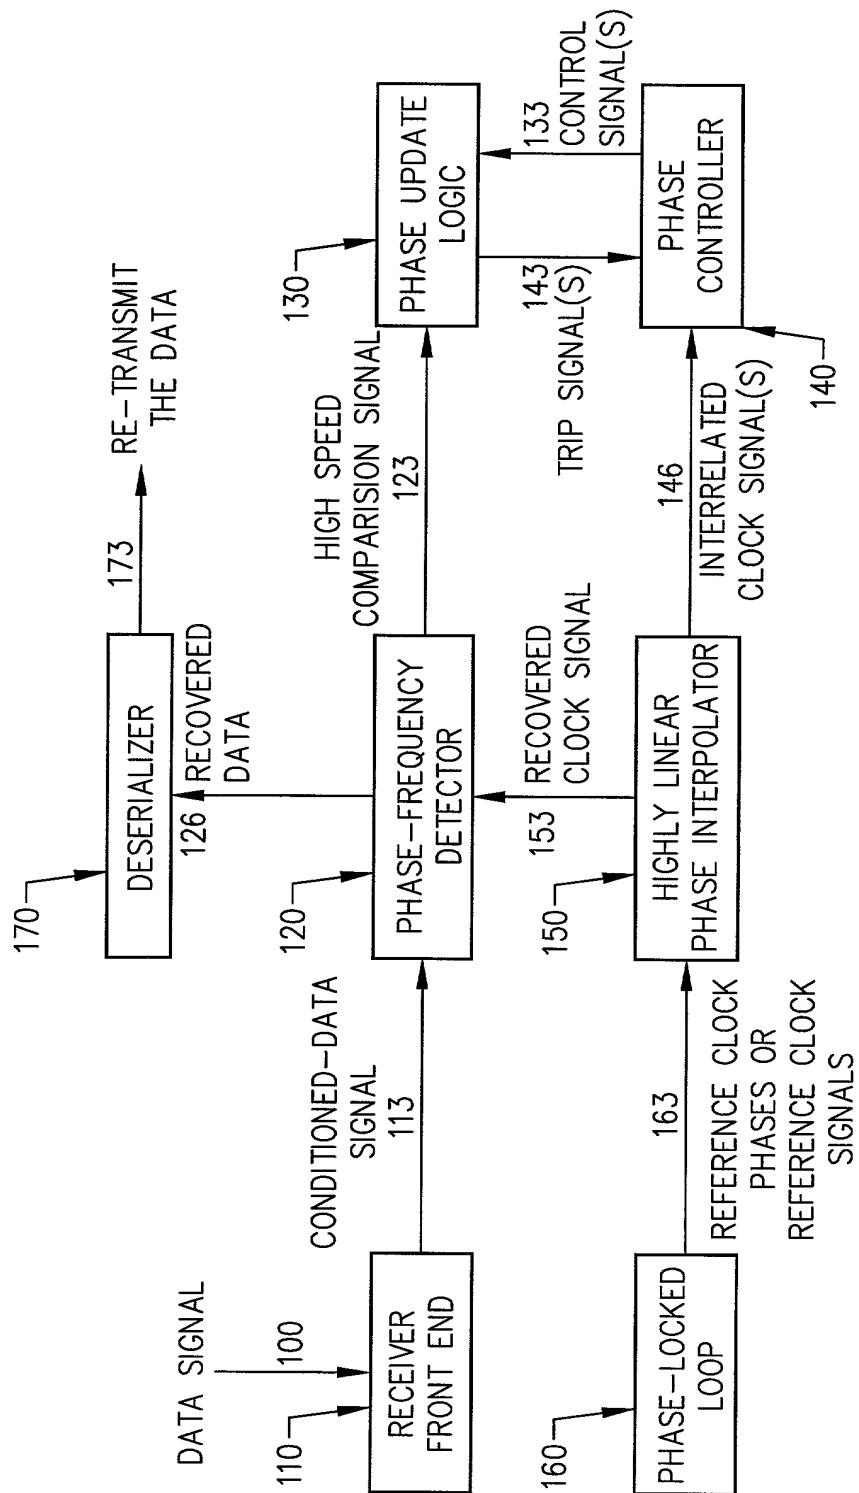 DATA SIGNAL
100
110
RECEIVER
FRONT END
CONDITIONED-DATA
SIGNAL
113
120
PHASE-FREQUENCY
DETECTOR
170
DESERIALIZER
126
RECOVERED
DATA
173
RE-TRANSMIT
THE DATA
HIGH SPEED
COMPARISION SIGNAL
123
130
PHASE UPDATE
LOGIC
143
TRIP SIGNAL(S)
133
CONTROL
SIGNAL(S)
160
PHASE-LOCKED
LOOP
163
REFERENCE CLOCK
PHASES OR
REFERENCE CLOCK
SIGNALS
150
HIGHLY LINEAR
PHASE INTERPOLATOR
153
RECOVERED
CLOCK SIGNAL
146
INTERRELATED
CLOCK SIGNAL(S)
PHASE
CONTROLLER
140